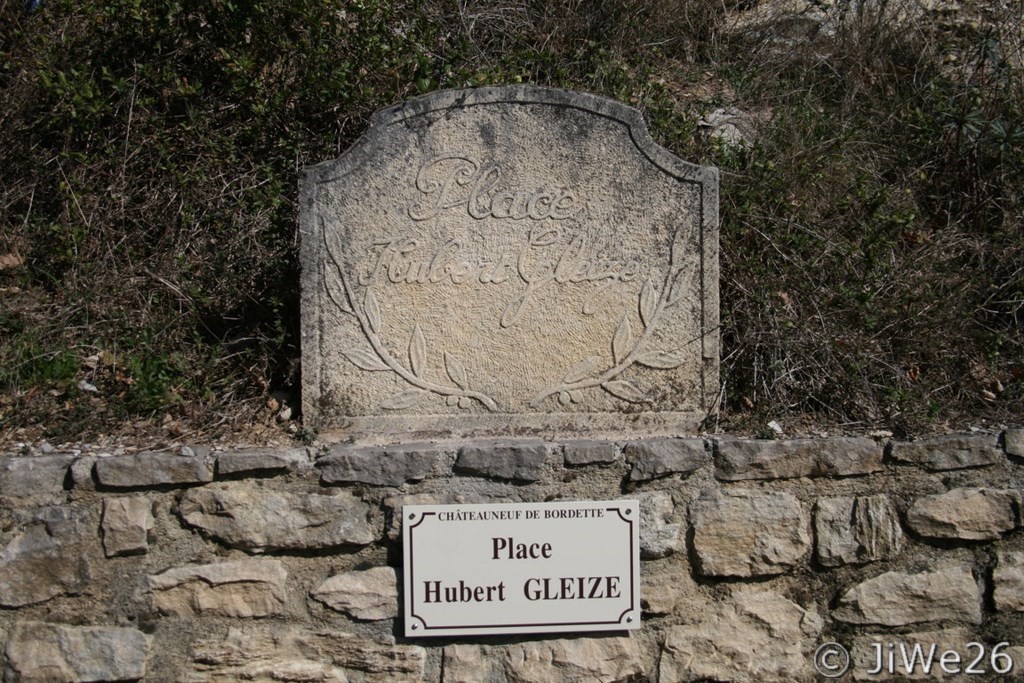 Place
Hubert Gleize
CHÂTEAUNEUF DE BORDETTE
Place
Hubert GLEIZE
© JiWe26